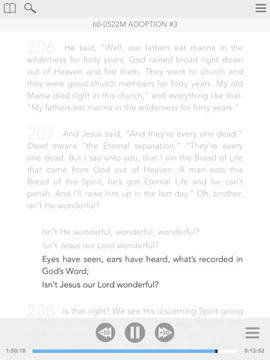 60-0522M ADOPTION #3
206 He said, "Well, our fathers eat manna in the
wilderness for forty years. God rained bread right down
out of Heaven and fed them. They went to church and
they were good church members for forty years. My old
Mama died right in this church," and everything like that.
"My fathers eat manna in the wilderness for forty years."
207 And Jesus said, "And they're every one dead."
Dead means "the Eternal separation." "They're every
one dead. But I say unto you, that I am the Bread of Life
that come from God out of Heaven. A man eats this
Bread of the Spirit, he's got Eternal Life and he can't
perish. And I'll raise him up in the last day." Oh, brother,
isn't He wonderful?
Isn't He wonderful, wonderful, wonderful?
Isn't Jesus our Lord wonderful?
Eyes have seen, ears have heard, what's recorded in
God's Word;
Isn't Jesus our Lord wonderful?
208 Is that right? We see His discerning Spirit going
1:50:18
0:13:32